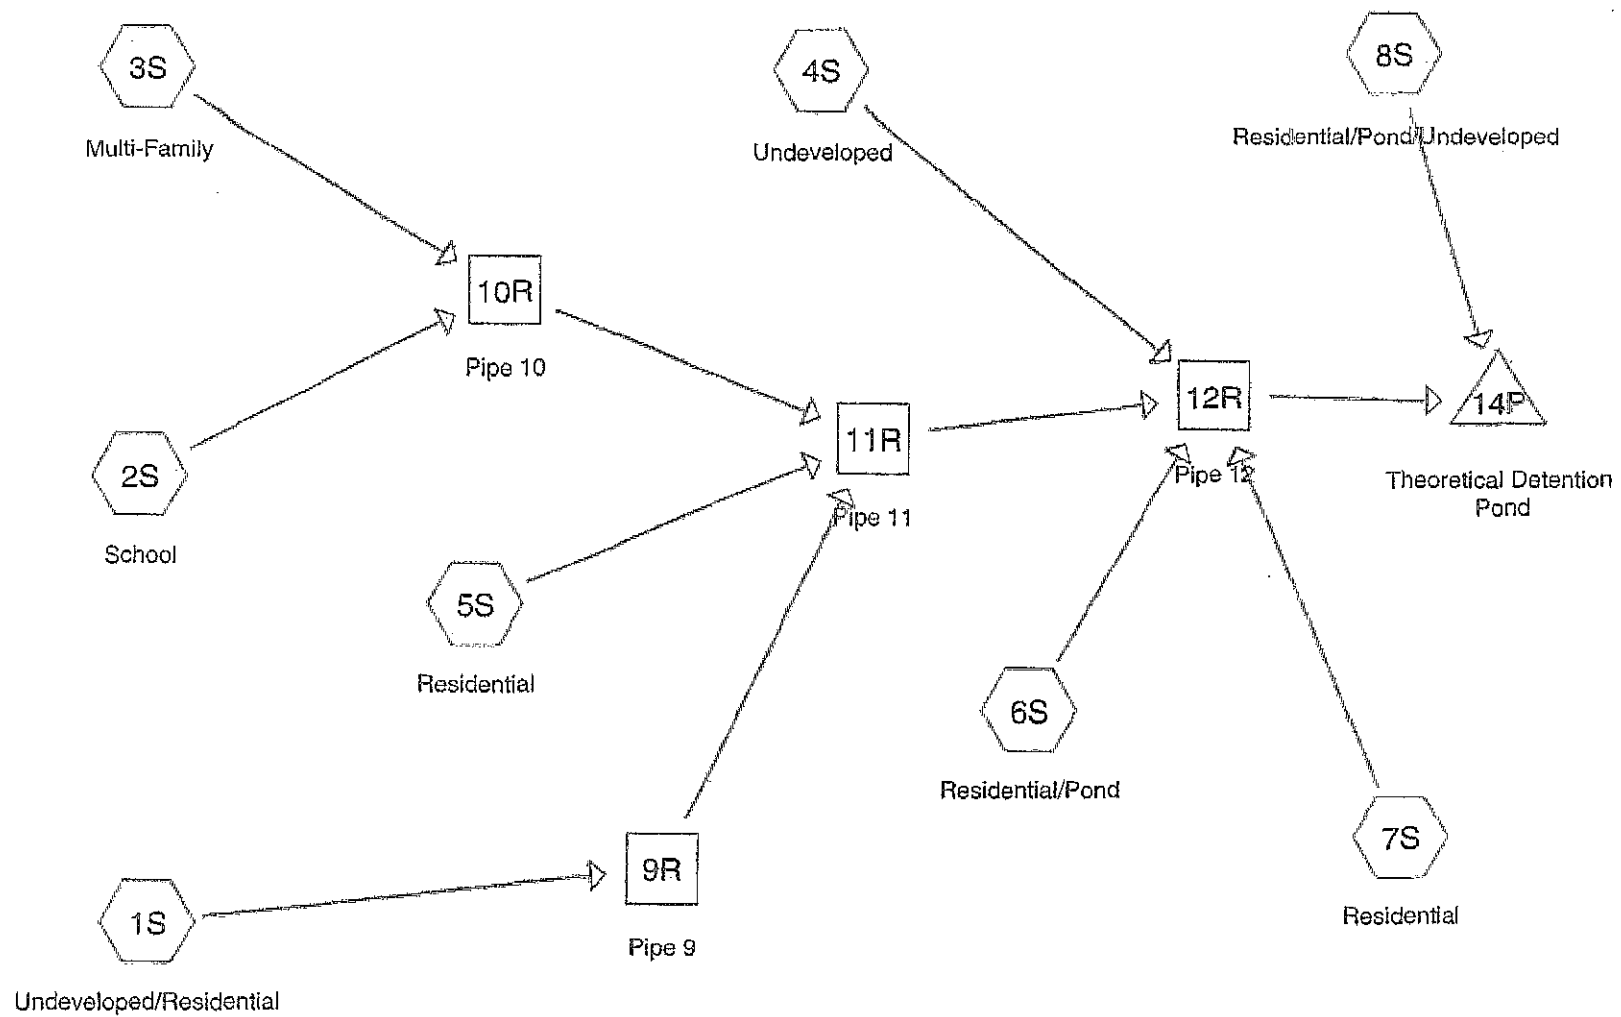 3S
Multi-Family
4S
Undeveloped
8S
Residential/Pond/Undeveloped
10R
Pipe 10
2S
School
11R
Pipe 11
12R
Pipe 12
14P
Theoretical Detention
Pond
5S
Residential
6S
Residential/Pond
7S
Residential
9R
Pipe 9
1S
Undeveloped/Residential